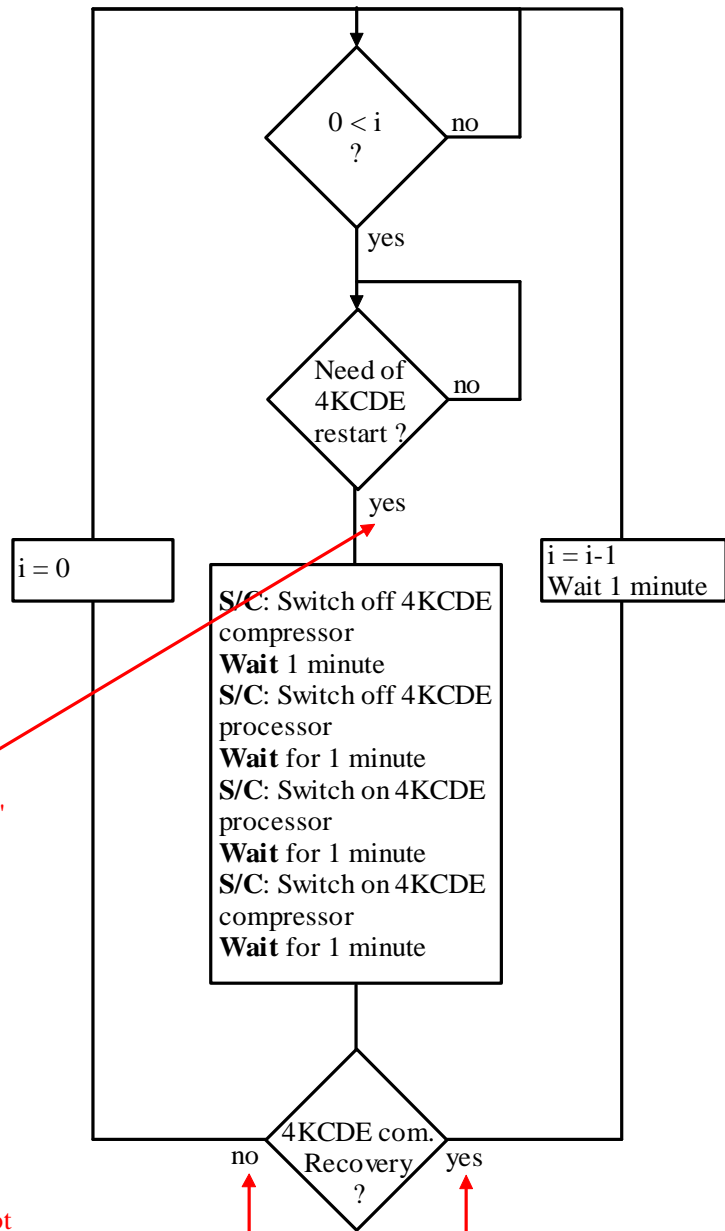 0 < i
?
no
yes
Need of
4KCDE
restart ?
no
yes
i = 0
i = i-1
Wait 1 minute
S/C: Switch off 4KCDE
compressor
Wait 1 minute
S/C: Switch off 4KCDE
processor
Wait for 1 minute
S/C: Switch on 4KCDE
processor
Wait for 1 minute
S/C: Switch on 4KCDE
compressor
Wait for 1 minute
4KCDE com.
Recovery
?
no
yes